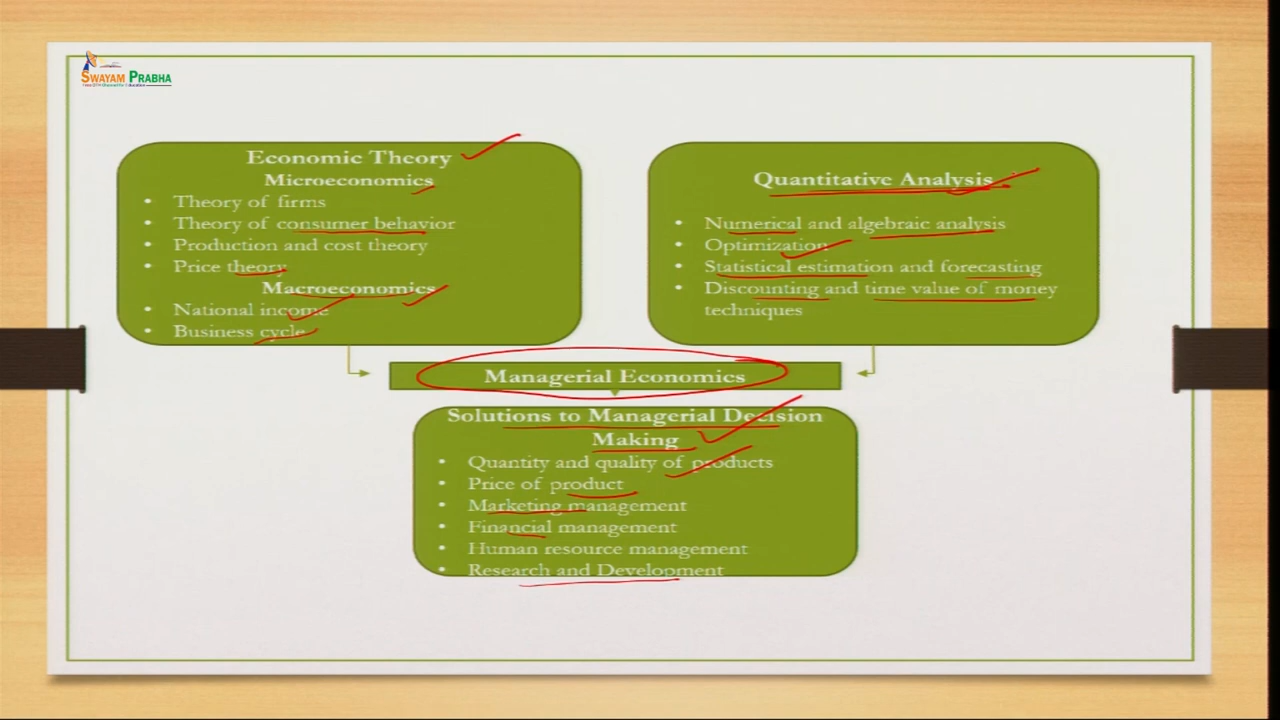 SWAYAM PRABHA
Economic Theory
Microeconomics
• Theory of firms
• Theory of consumer behavior
• Production and cost theory
• Price theory
Macroeconomics
• National income
• Business cycle
Quantitative Analysis
• Numerical and algebraic analysis
• Optimization
• Statistical estimation and forecasting
• Discounting and time value of money
techniques
Managerial Economics
Solutions to Managerial Decision
Making
• Quantity and quality of products
• Price of product
• Marketing management
• Financial management
• Human resource management
• Research and Development